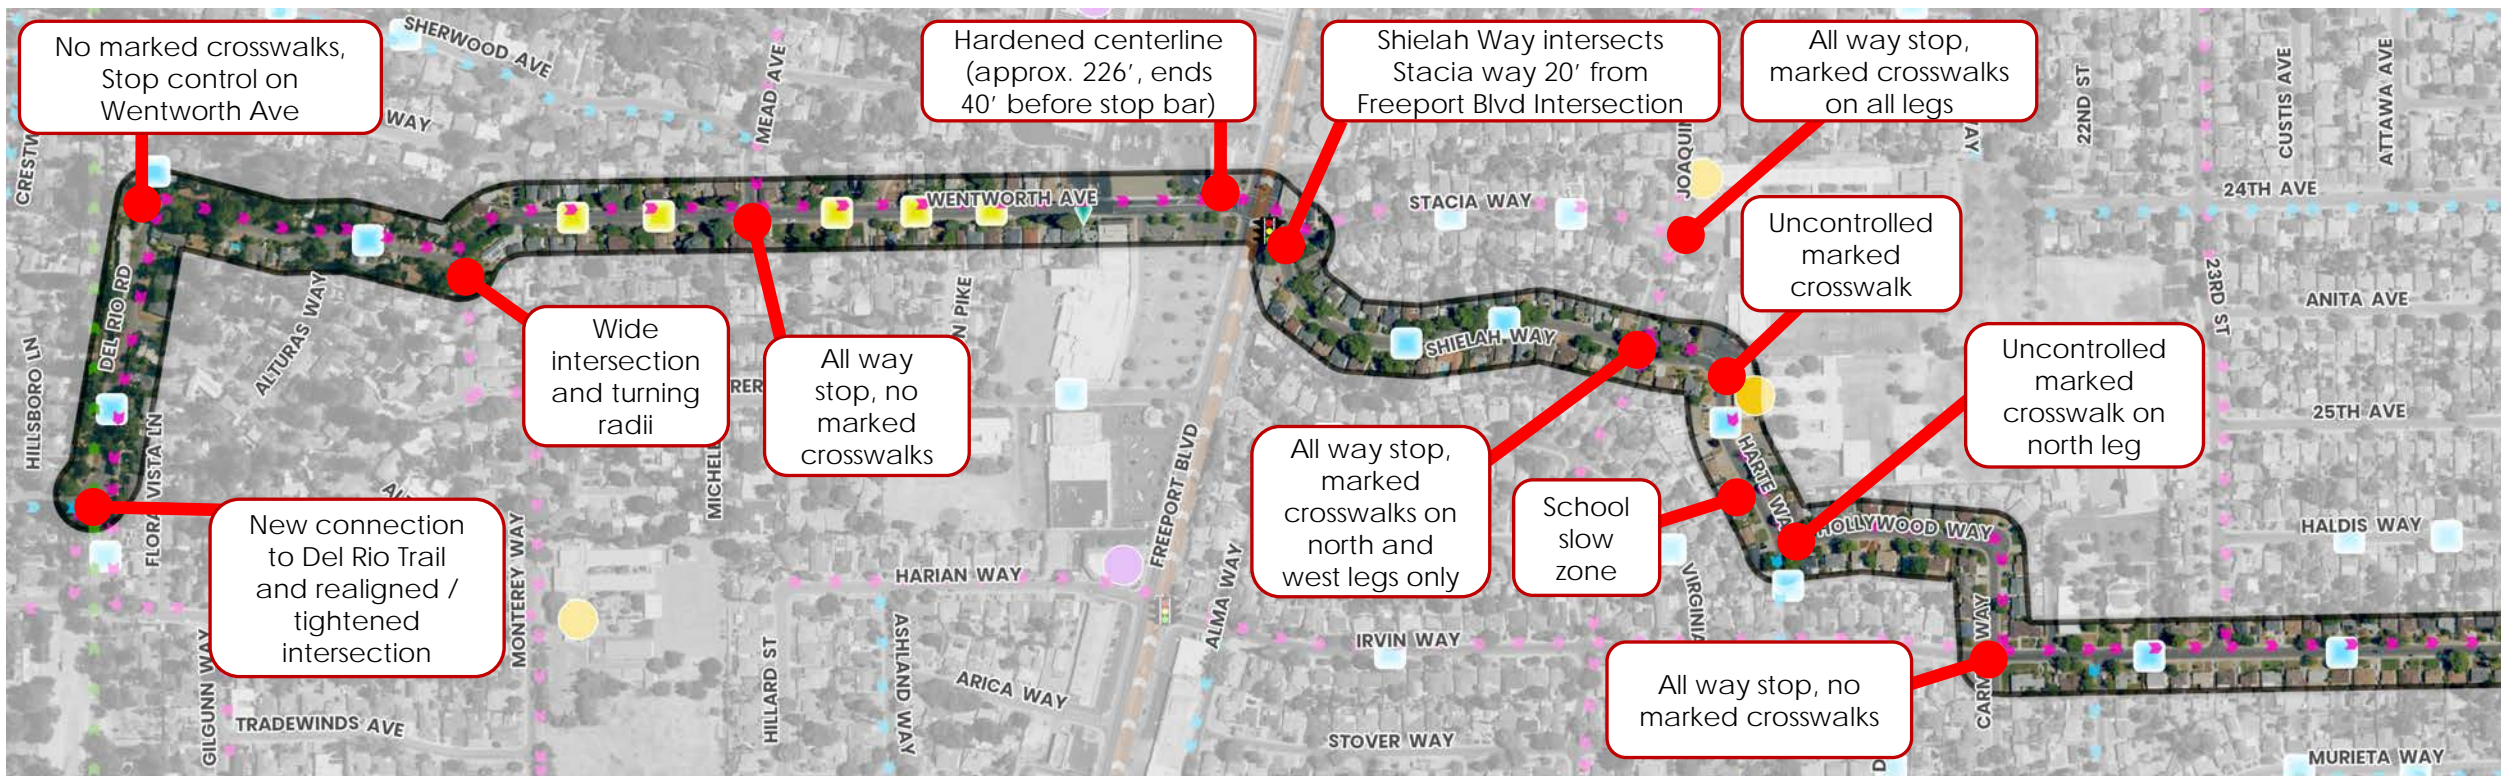 No marked crosswalks,
Stop control on
Wentworth Ave
Hardened centerline
(approx. 226’, ends
40’ before stop bar)
Shielah Way intersects
Stacia way 20’ from
Freeport Blvd Intersection
All way stop,
marked crosswalks
on all legs
Uncontrolled
marked
crosswalk
Wide
intersection
and turning
radii
All way
stop, no
marked
crosswalks
Uncontrolled
marked
crosswalk on
north leg
All way stop,
marked
crosswalks on
north and
west legs only
School
slow
zone
New connection
to Del Rio Trail
and realigned /
tightened
intersection
All way stop, no
marked crosswalks
SHERWOOD AVE
WAY
MEAD AVE
22ND ST
CUSTIS AVE
ATTAWA AVE
WAY
WENTWORTH AVE
STACIA WAY
24TH AVE
DEL RIO RD
ALTURAS WAY
PIKE
SHIELAH WAY
23RD ST
ANITA AVE
HILLSBORO LN
FLORA VISTA LN
25TH AVE
FREEPORT BLVD
HARTE WAY
HOLLYWOOD WAY
HALDIS WAY
MONTEREY WAY
HARIAN WAY
ALMA WAY
VIRGINIA
IRVIN WAY
ASHLAND WAY
HILLARD ST
GILGUNN WAY
ARICA WAY
WAY
TRADEWINDS AVE
STOVER WAY
MURIETA WAY